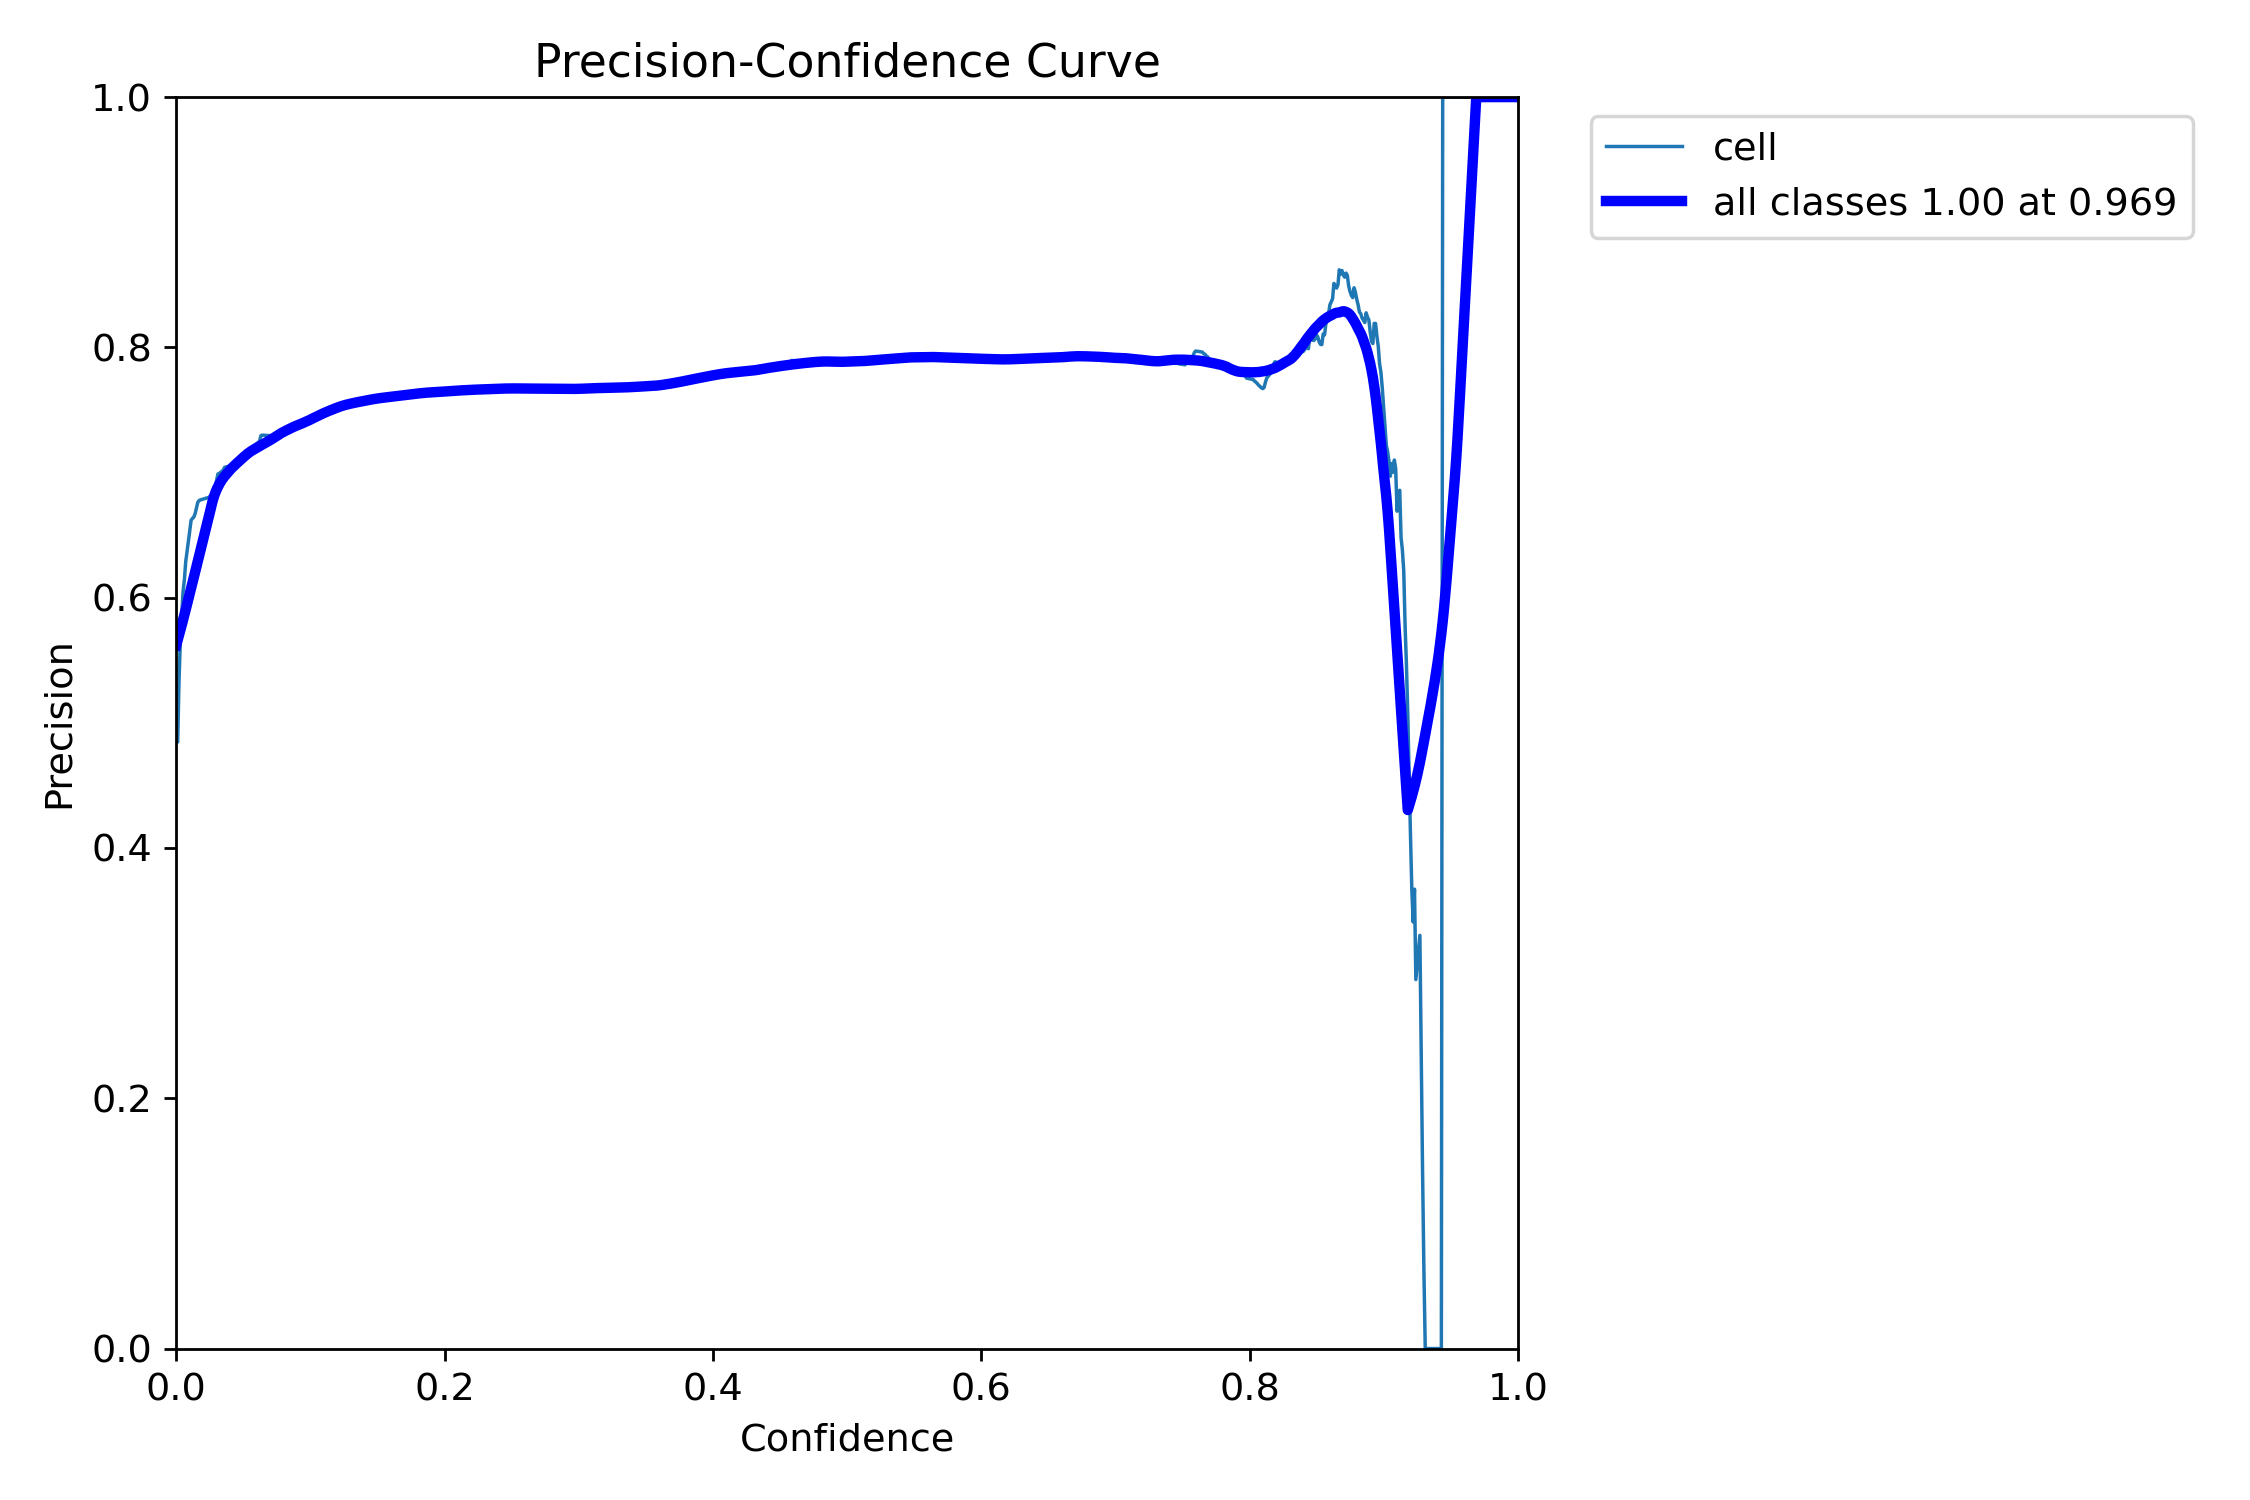 Precision-Confidence Curve
1.0
0.8
0.6
0.4
0.2
0.0
Precision
0.0 0.2 0.4 0.6 0.8 1.0
Confidence
cell
all classes 1.00 at 0.969